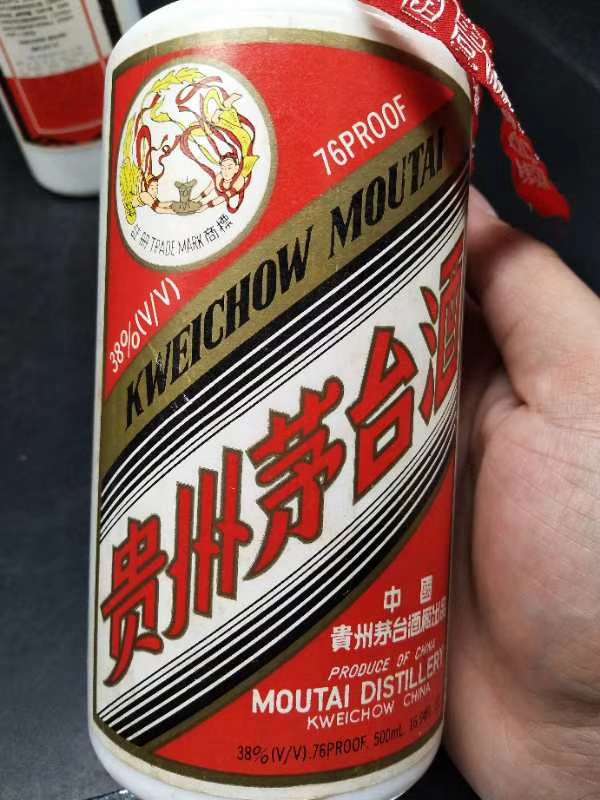 76PROOF
註冊 TRADE MARK 商標
38%(V/V)
KWEICHOW MOUTAI
贵州茅台酒
中國
貴州茅台酒廠出品
PRODUCE OF CHINA
MOUTAI DISTILLERY
KWEICHOW CHINA
38%(V/V).76PROOF. 500mL